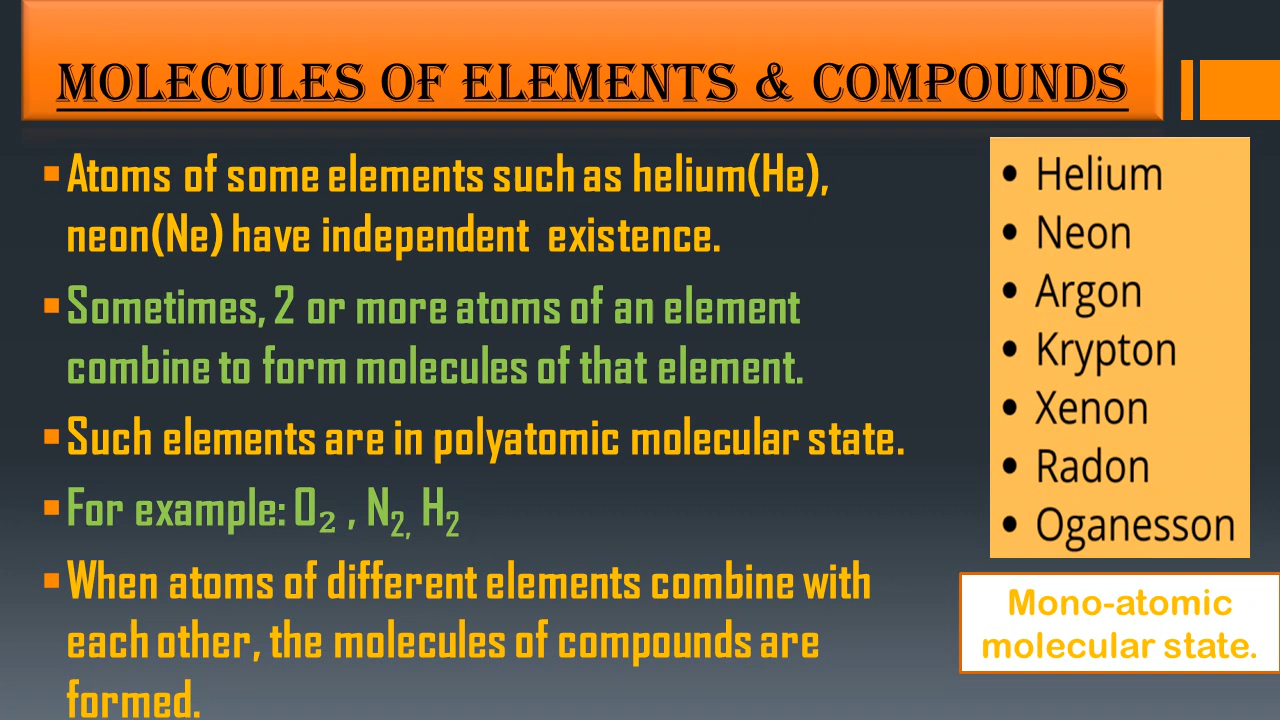 MOLECULES OF ELEMENTS & COMPOUNDS
▪Atoms of some elements such as helium(He),
neon(Ne) have independent existence.
▪Sometimes, 2 or more atoms of an element
combine to form molecules of that element.
▪Such elements are in polyatomic molecular state.
▪For example: O₂ , N₂, H₂
▪When atoms of different elements combine with
each other, the molecules of compounds are
formed.
• Helium
• Neon
• Argon
• Krypton
• Xenon
• Radon
• Oganesson
Mono-atomic
molecular state.